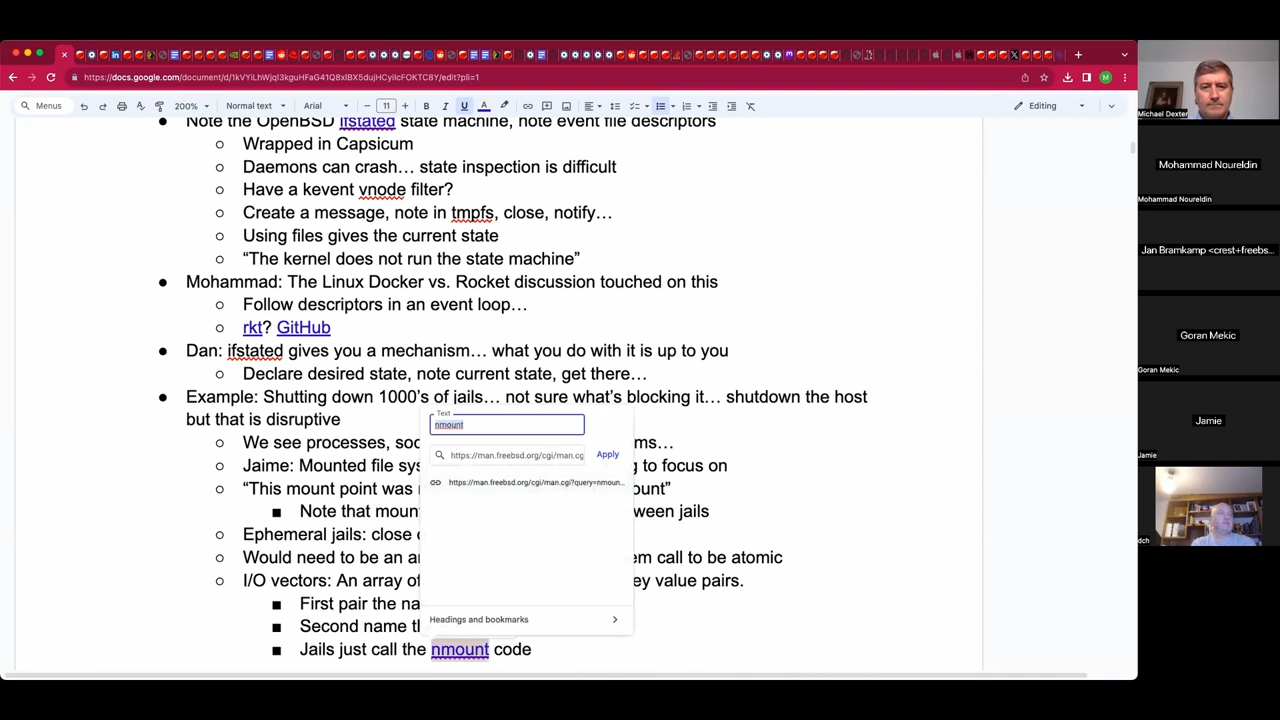 https://docs.google.com/document/d/1kVYiLhWjqI3kguHFaG41Q8xIBX5dujHCyiIcFOKTC8Y/edit?pli=1
M
Menus
200%
Normal text
Arial
11
Editing
Note the OpenBSD ifstated state machine, note event file descriptors
Wrapped in Capsicum
Daemons can crash… state inspection is difficult
Have a kevent vnode filter?
Create a message, note in tmpfs, close, notify…
Using files gives the current state
“The kernel does not run the state machine”
Mohammad: The Linux Docker vs. Rocket discussion touched on this
Follow descriptors in an event loop…
rkt? GitHub
Dan: ifstated gives you a mechanism… what you do with it is up to you
Declare desired state, note current state, get there…
Example: Shutting down 1000’s of jails… not sure what’s blocking it… shutdown the host
but that is disruptive
We see processes, soc ms…
Jaime: Mounted file sys g to focus on
“This mount point was ount”
Note that moun ween jails
Ephemeral jails: close
Would need to be an a em call to be atomic
I/O vectors: An array of ey value pairs.
First pair the na
Second name th
Jails just call the nmount code
Text
nmount
https://man.freebsd.org/cgi/man.cg
Apply
https://man.freebsd.org/cgi/man.cgi?query=nmoun...
Headings and bookmarks
Michael Dexter
Mohammad Noureldin
Mohammad Noureldin
Jan Bramkamp <crest+freebs...
Goran Mekic
Goran Mekic
Jamie
Jamie
dch